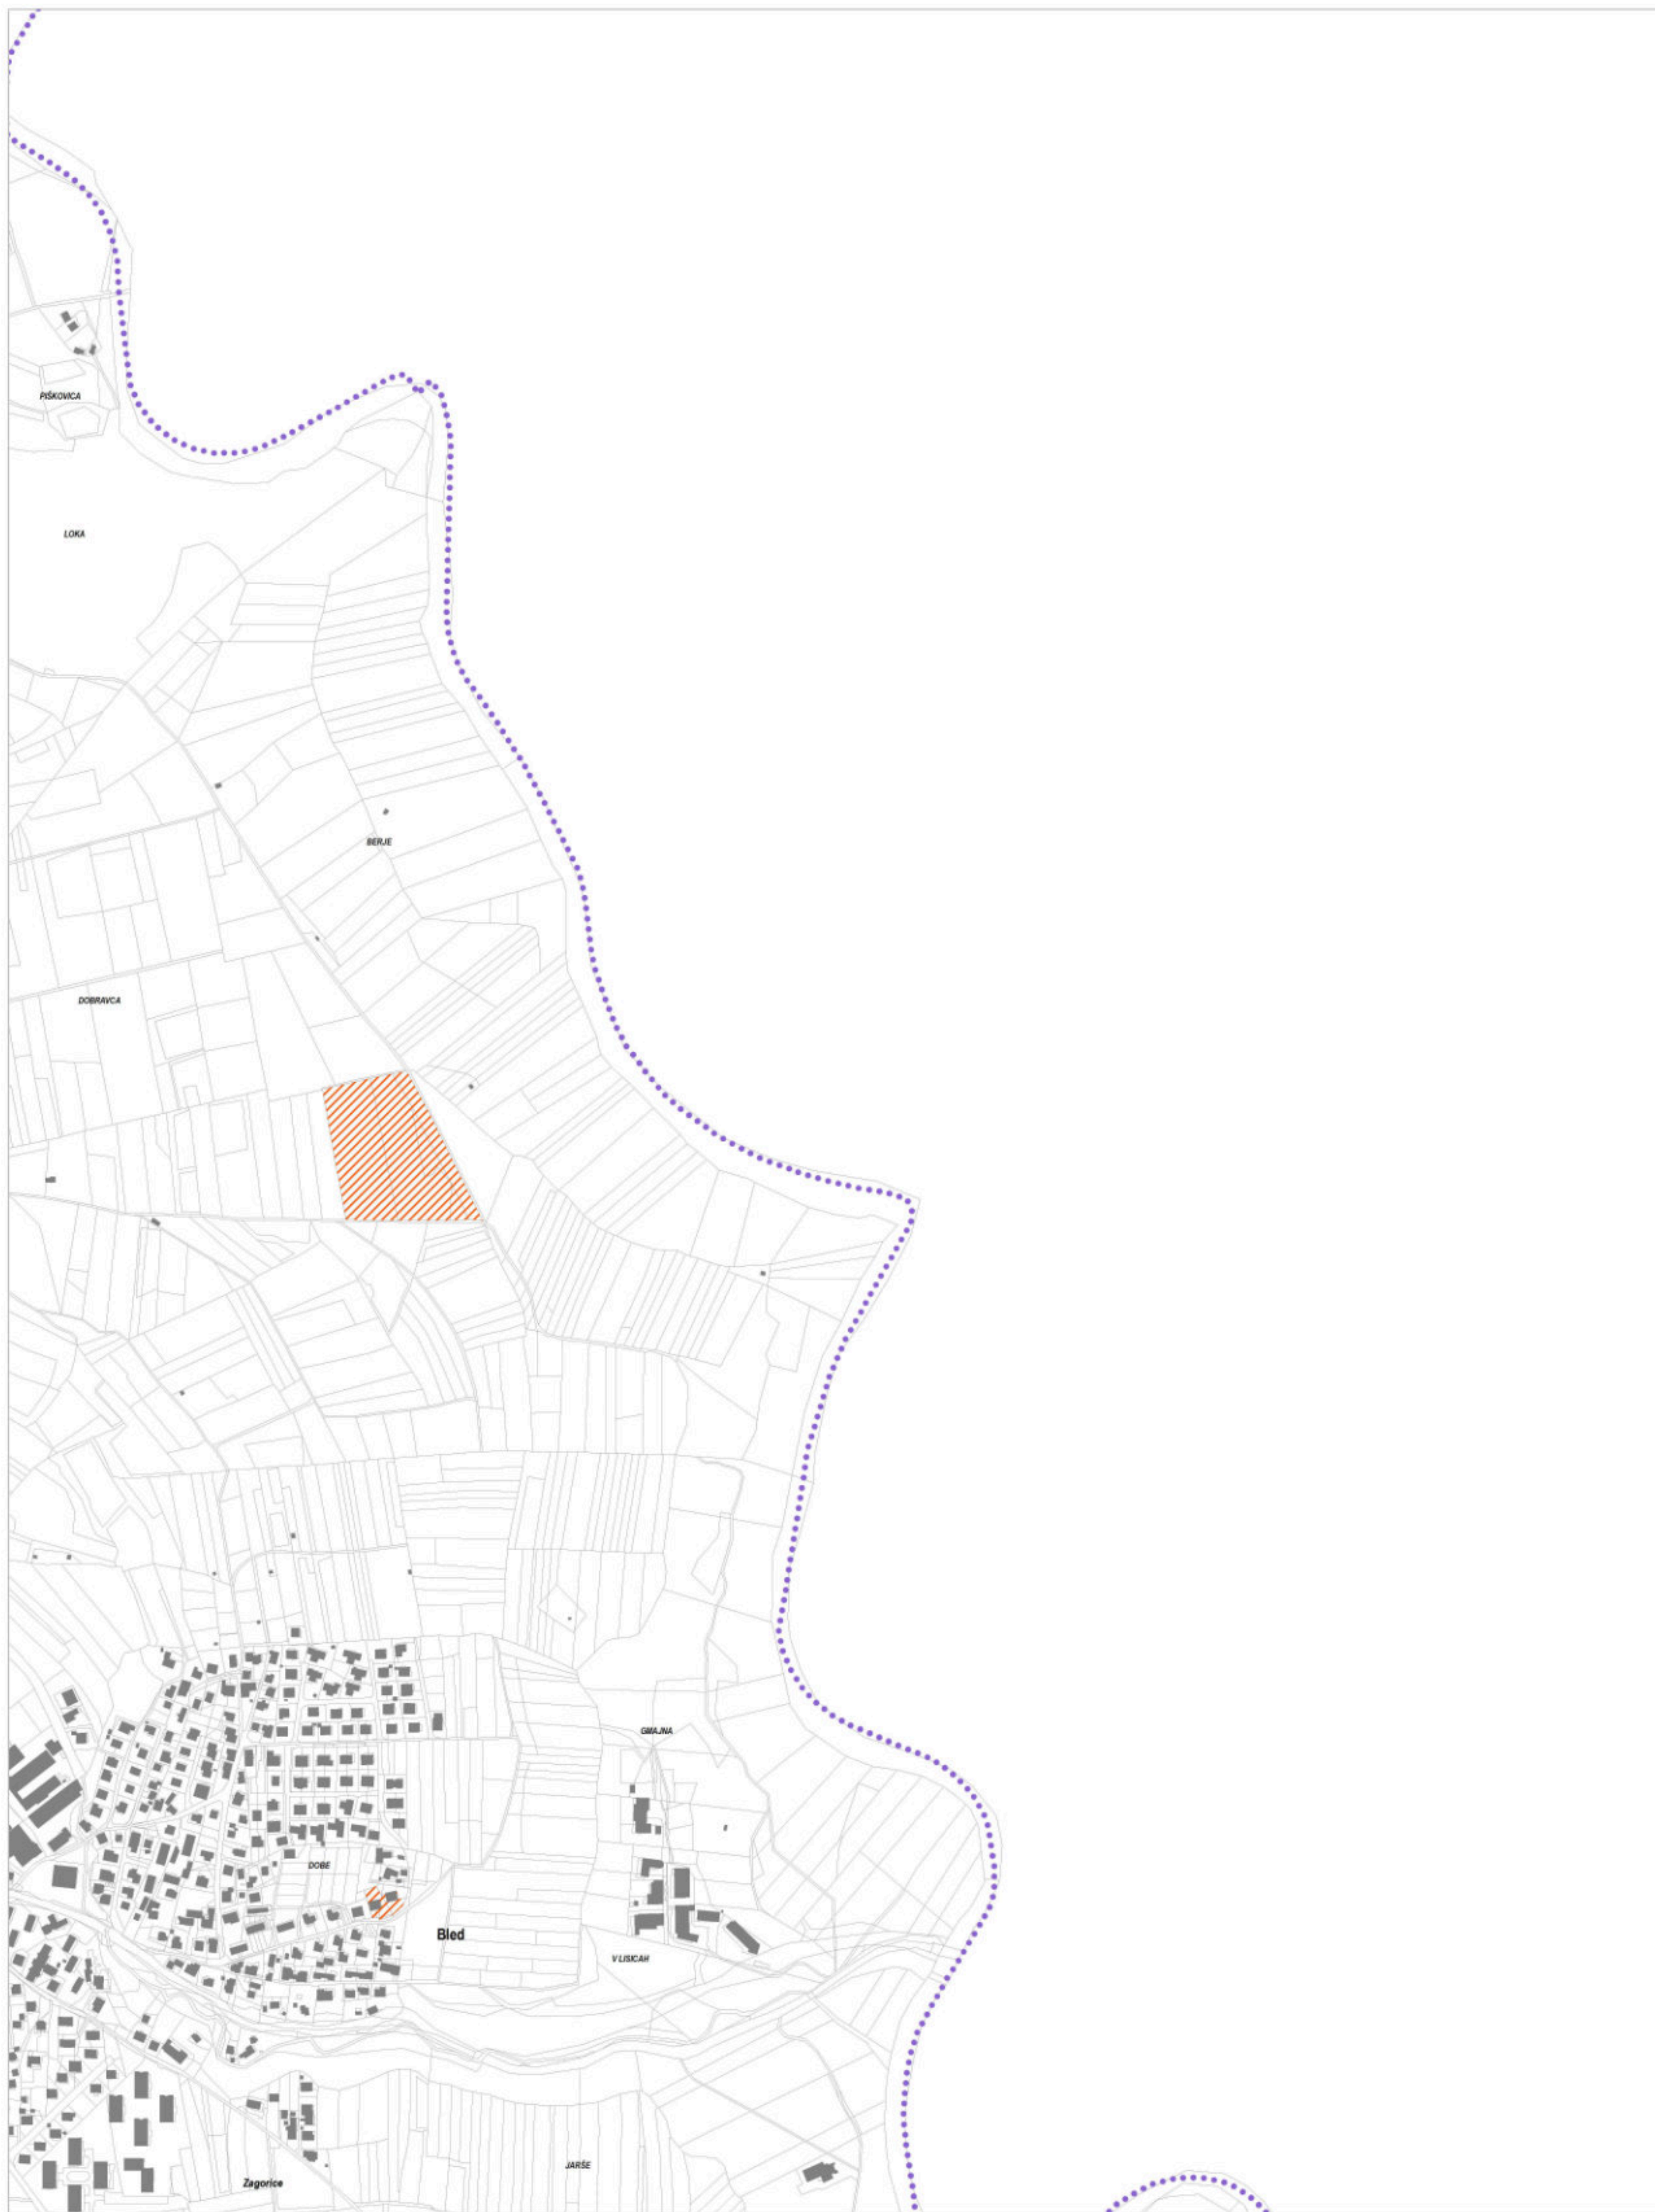 PIŠKOVICA
LOKA
BERJE
DOBRAVCA
GMAJNA
DOBE
Bled
V LISICAH
JARŠE
Zagorice